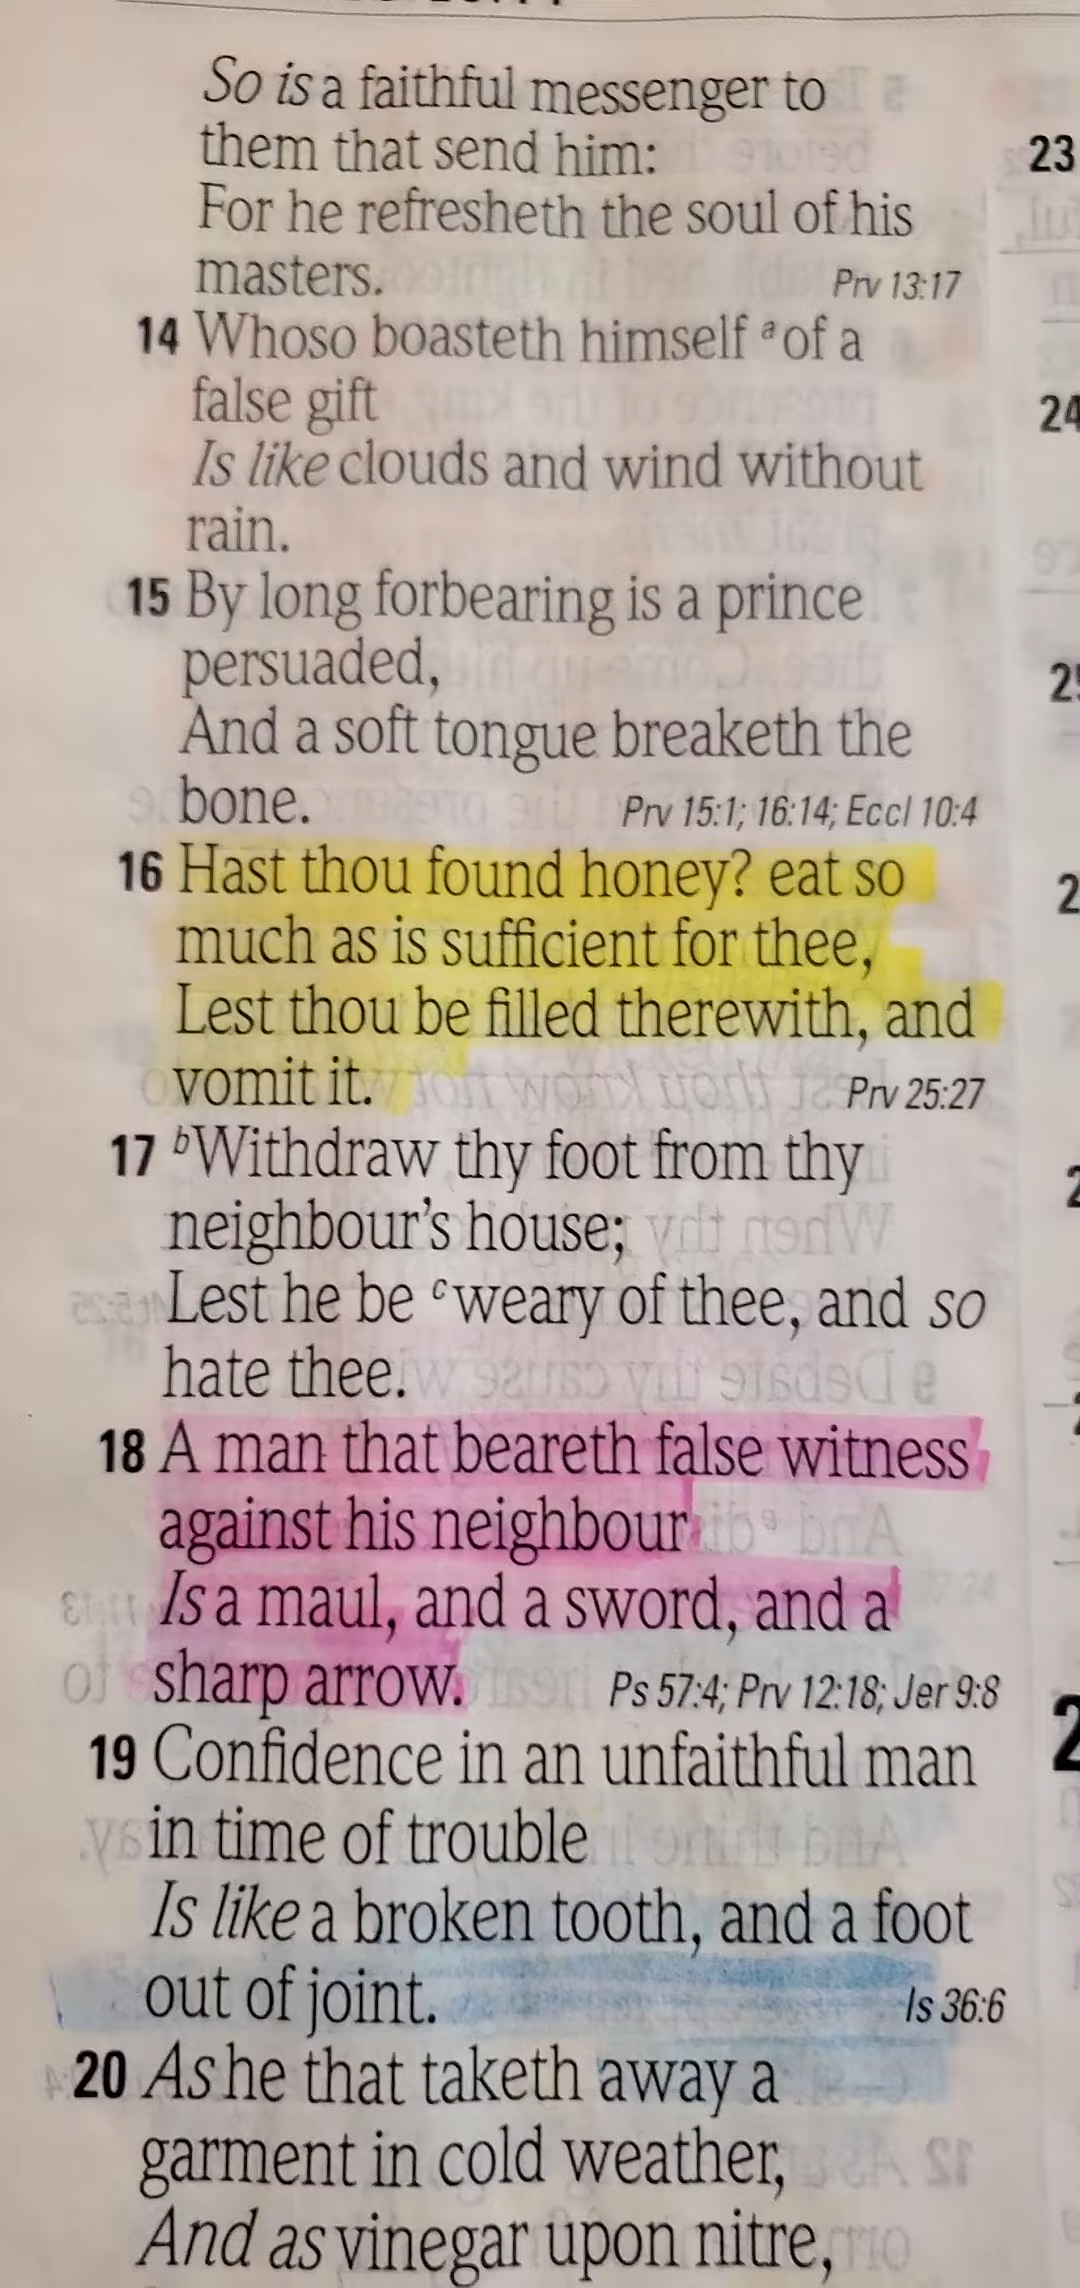 So is a faithful messenger to
them that send him:
For he refresheth the soul of his
masters. Prv 13:17
14 Whoso boasteth himself a of a
false gift
Is like clouds and wind without
rain.
15 By long forbearing is a prince
persuaded,
And a soft tongue breaketh the
bone. Prv 15:1; 16:14; Eccl 10:4
16 Hast thou found honey? eat so
much as is sufficient for thee,
Lest thou be filled therewith, and
vomit it. Prv 25:27
17 b Withdraw thy foot from thy
neighbour's house;
Lest he be c weary of thee, and so
hate thee.
18 A man that beareth false witness
against his neighbour
Is a maul, and a sword, and a
sharp arrow. Ps 57:4; Prv 12:18; Jer 9:8
19 Confidence in an unfaithful man
in time of trouble
Is like a broken tooth, and a foot
out of joint. Is 36:6
20 As he that taketh away a
garment in cold weather,
And as vinegar upon nitre,
23
24